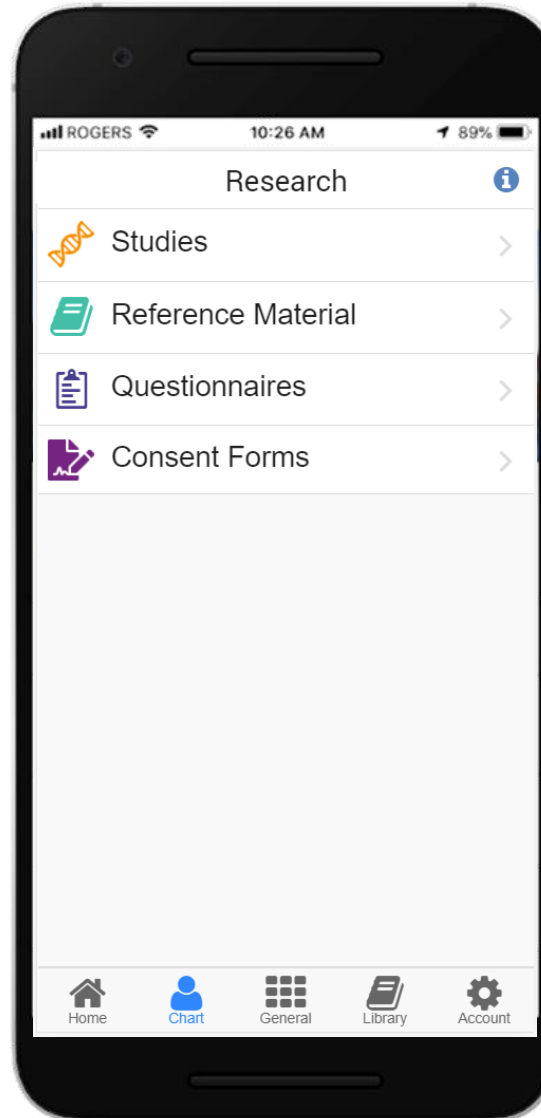 ROGERS 10:26 AM 89%
Research
Studies
Reference Material
Questionnaires
Consent Forms
Home Chart General Library Account